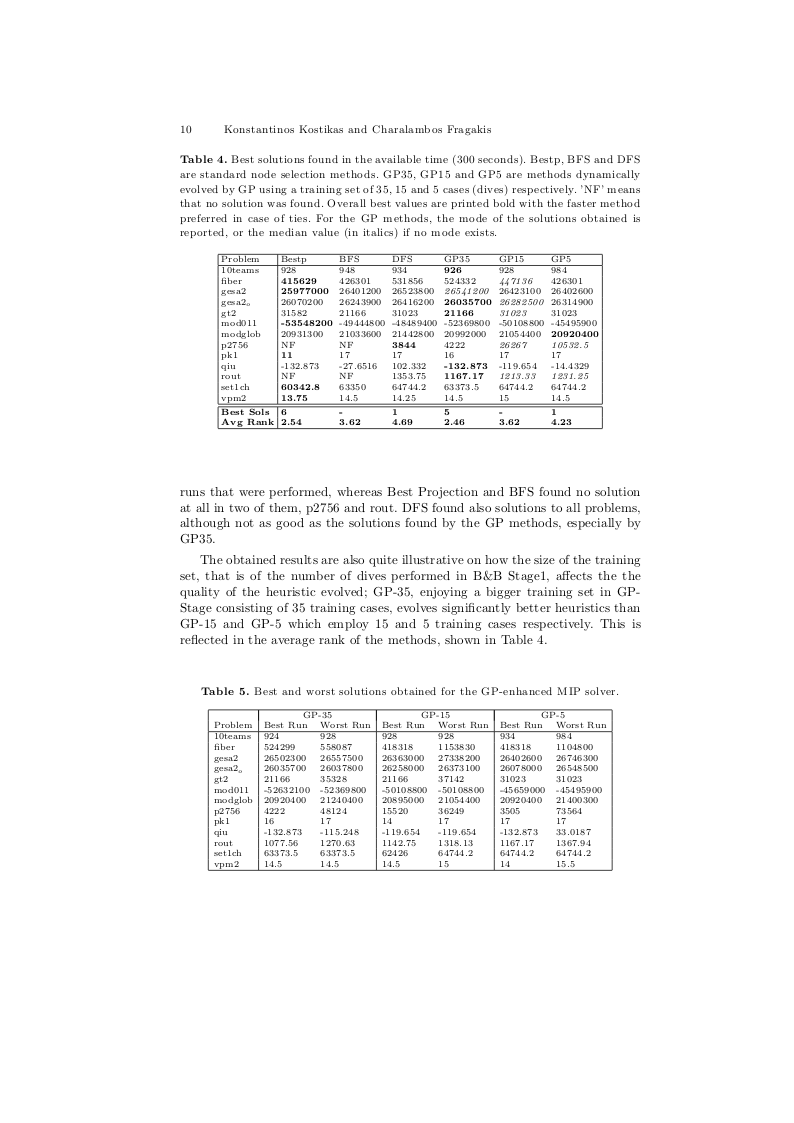 10 Konstantinos Kostikas and Charalambos Fragakis
Table 4. Best solutions found in the available time (300 seconds). Bestp, BFS and DFS
are standard node selection methods. GP35, GP15 and GP5 are methods dynamically
evolved by GP using a training set of 35, 15 and 5 cases (dives) respectively. 'NF' means
that no solution was found. Overall best values are printed bold with the faster method
preferred in case of ties. For the GP methods, the mode of the solutions obtained is
reported, or the median value (in italics) if no mode exists.
Problem Bestp BFS DFS GP35 GP15 GP5
10teams 928 948 934 926 928 984
fiber 415629 426301 531856 524332 447136 426301
gesa2 25977000 26401200 26523800 26541200 26423100 26402600
gesa2_o 26070200 26243900 26416200 26035700 26282500 26314900
gt2 31582 21166 31023 21166 31023 31023
mod011 -53548200 -49444800 -48489400 -52369800 -50108800 -45495900
modglob 20931300 21033600 21442800 20992000 21054400 20920400
p2756 NF NF 3844 4222 26267 10532.5
pk1 11 17 17 16 17 17
qiu -132.873 -27.6516 102.332 -132.873 -119.654 -14.4329
rout NF NF 1353.75 1167.17 1213.33 1231.25
set1ch 60342.8 63350 64744.2 63373.5 64744.2 64744.2
vpm2 13.75 14.5 14.25 14.5 15 14.5
Best Sols 6 - 1 5 - 1
Avg Rank 2.54 3.62 4.69 2.46 3.62 4.23
runs that were performed, whereas Best Projection and BFS found no solution
at all in two of them, p2756 and rout. DFS found also solutions to all problems,
although not as good as the solutions found by the GP methods, especially by
GP35.
The obtained results are also quite illustrative on how the size of the training
set, that is of the number of dives performed in B&B Stage1, affects the the
quality of the heuristic evolved; GP-35, enjoying a bigger training set in GP-
Stage consisting of 35 training cases, evolves significantly better heuristics than
GP-15 and GP-5 which employ 15 and 5 training cases respectively. This is
reflected in the average rank of the methods, shown in Table 4.
Table 5. Best and worst solutions obtained for the GP-enhanced MIP solver.
GP-35 GP-15 GP-5
Problem Best Run Worst Run Best Run Worst Run Best Run Worst Run
10teams 924 928 928 928 934 984
fiber 524299 558087 418318 1153830 418318 1104800
gesa2 26502300 26557500 26363000 27338200 26402600 26746300
gesa2_o 26035700 26037800 26258000 26373100 26078000 26548500
gt2 21166 35328 21166 37142 31023 31023
mod011 -52632100 -52369800 -50108800 -50108800 -45659000 -45495900
modglob 20920400 21240400 20895000 21054400 20920400 21400300
p2756 4222 48124 15520 36249 3505 73564
pk1 16 17 14 17 17 17
qiu -132.873 -115.248 -119.654 -119.654 -132.873 33.0187
rout 1077.56 1270.63 1142.75 1318.13 1167.17 1367.94
set1ch 63373.5 63373.5 62426 64744.2 64744.2 64744.2
vpm2 14.5 14.5 14.5 15 14 15.5